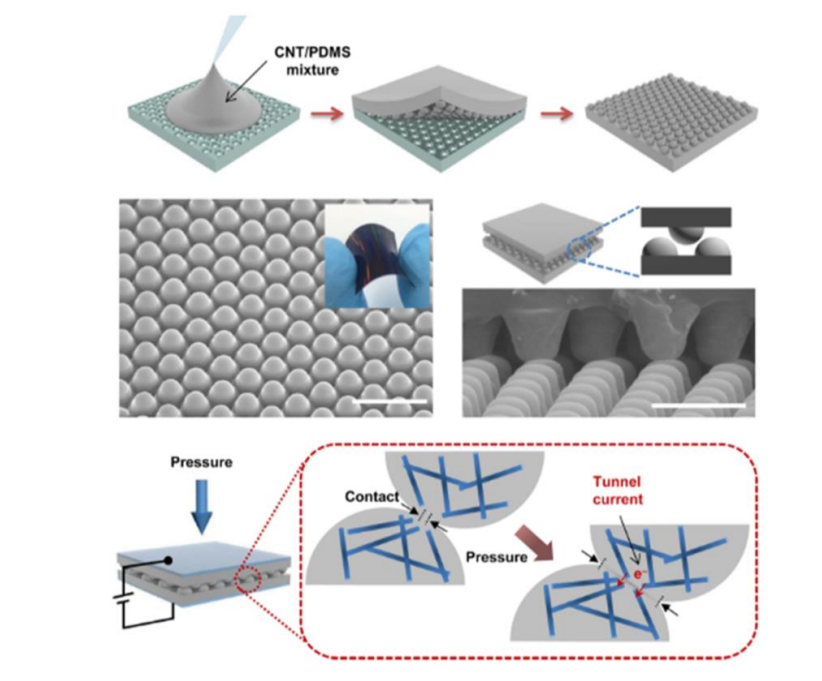 CNT/PDMS
mixture
Pressure
Contact
Pressure
Tunnel
current
e⁻